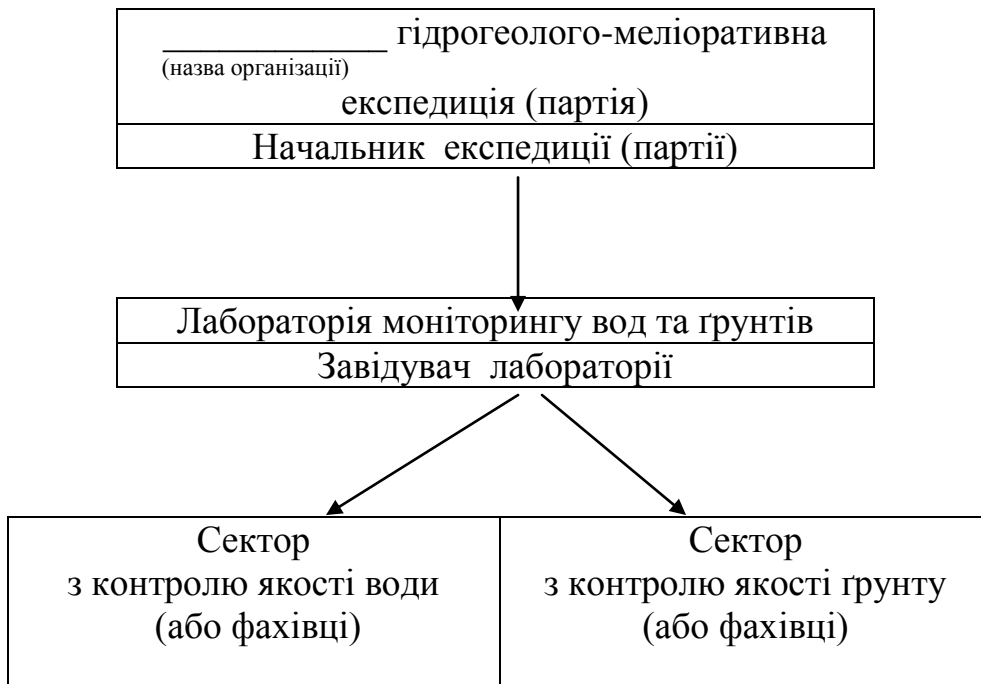 ____________ гідрогеолого-меліоративна
(назва організації)
експедиція (партія)
Начальник експедиції (партії)
Лабораторія моніторингу вод та ґрунтів
Завідувач лабораторії
Сектор
з контролю якості води
(або фахівці)
Сектор
з контролю якості ґрунту
(або фахівці)